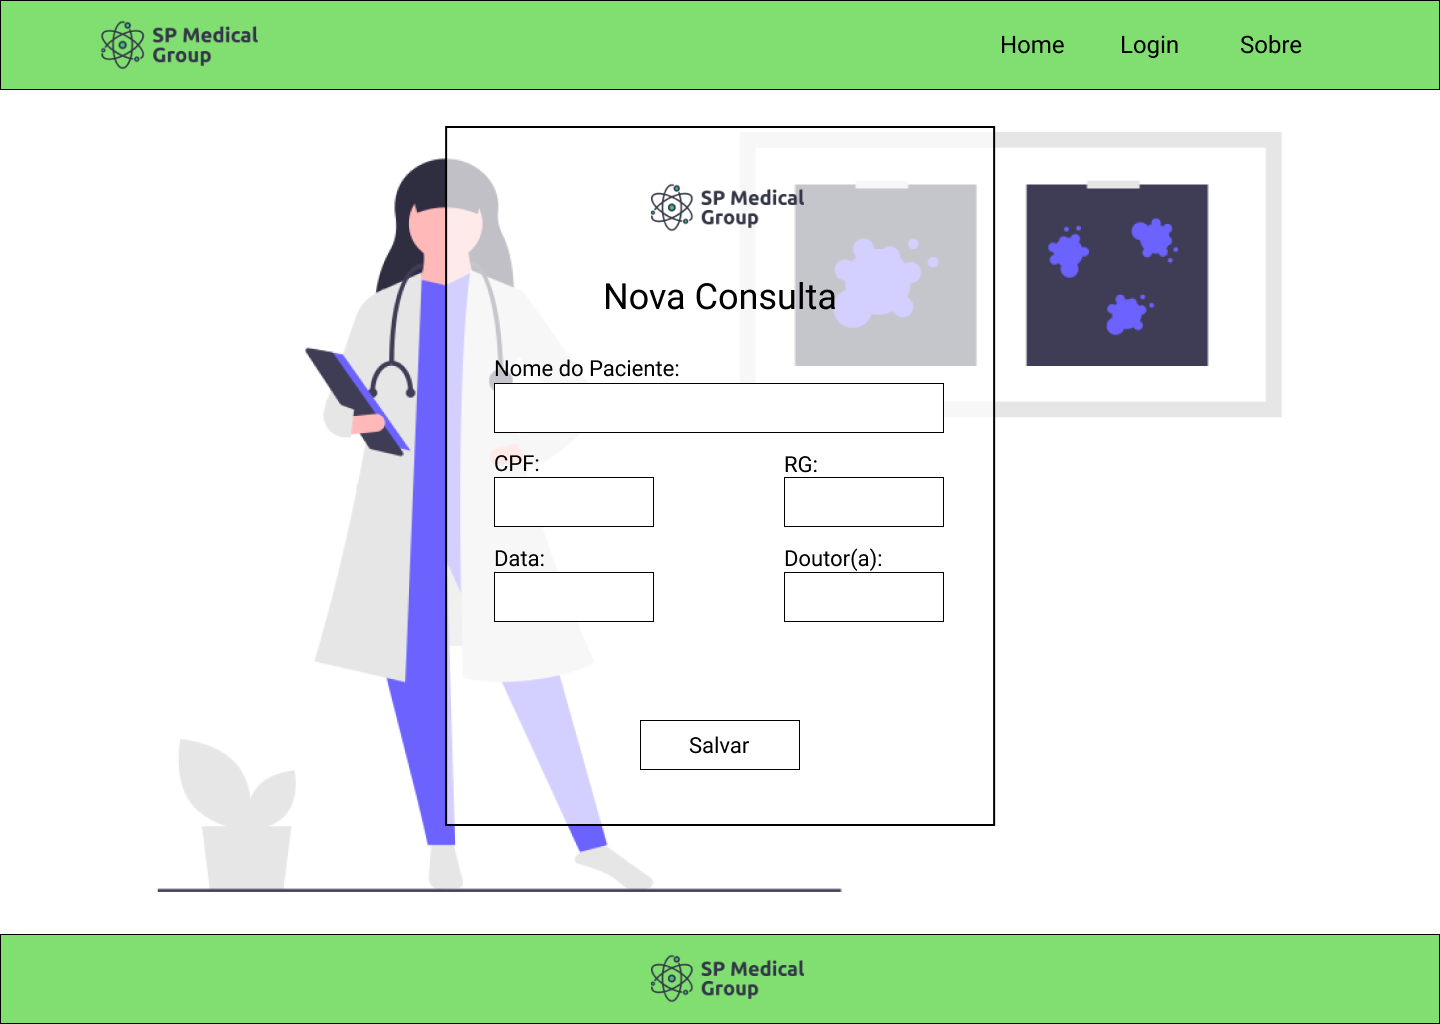 SP Medical
Group
Home
Login
Sobre
SP Medical
Group
Nova Consulta
Nome do Paciente:
CPF:
RG:
Data:
Doutor(a):
Salvar
SP Medical
Group